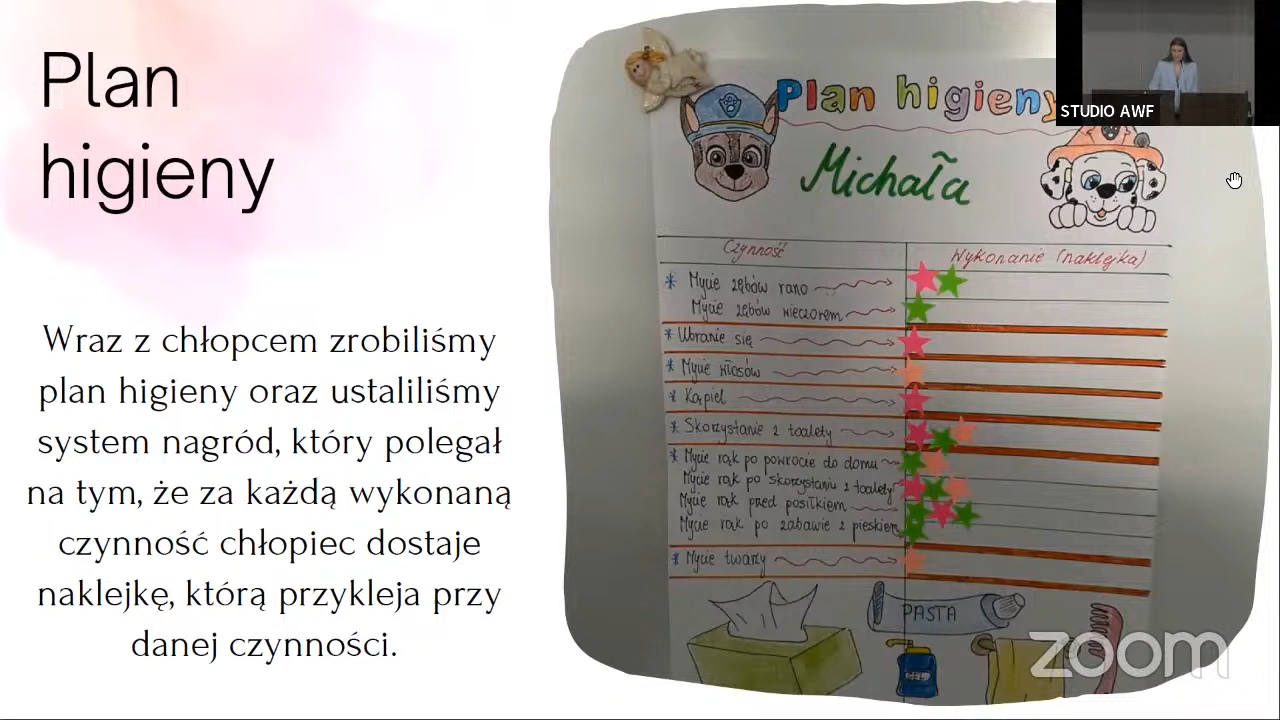 Plan
higieny
Wraz z chłopcem zrobiliśmy
plan higieny oraz ustaliliśmy
system nagród, który polegał
na tym, że za każdą wykonaną
czynność chłopiec dostaje
naklejkę, którą przykleja przy
danej czynności.
Plan higieny
Michała
Czynność
Wykonanie (naklejka)
* Mycie zębów rano
Mycie zębów wieczorem
* Ubranie się
* Mycie włosów
* Kąpiel
* Skorzystanie z toalety
* Mycie rąk po powrocie do domu
Mycie rąk po skorzystaniu z toalety
Mycie rąk przed posiłkiem
Mycie rąk po zabawie z pieskiem
* Mycie twarzy
PASTA
ŻEL
STUDIO AWF
zoom